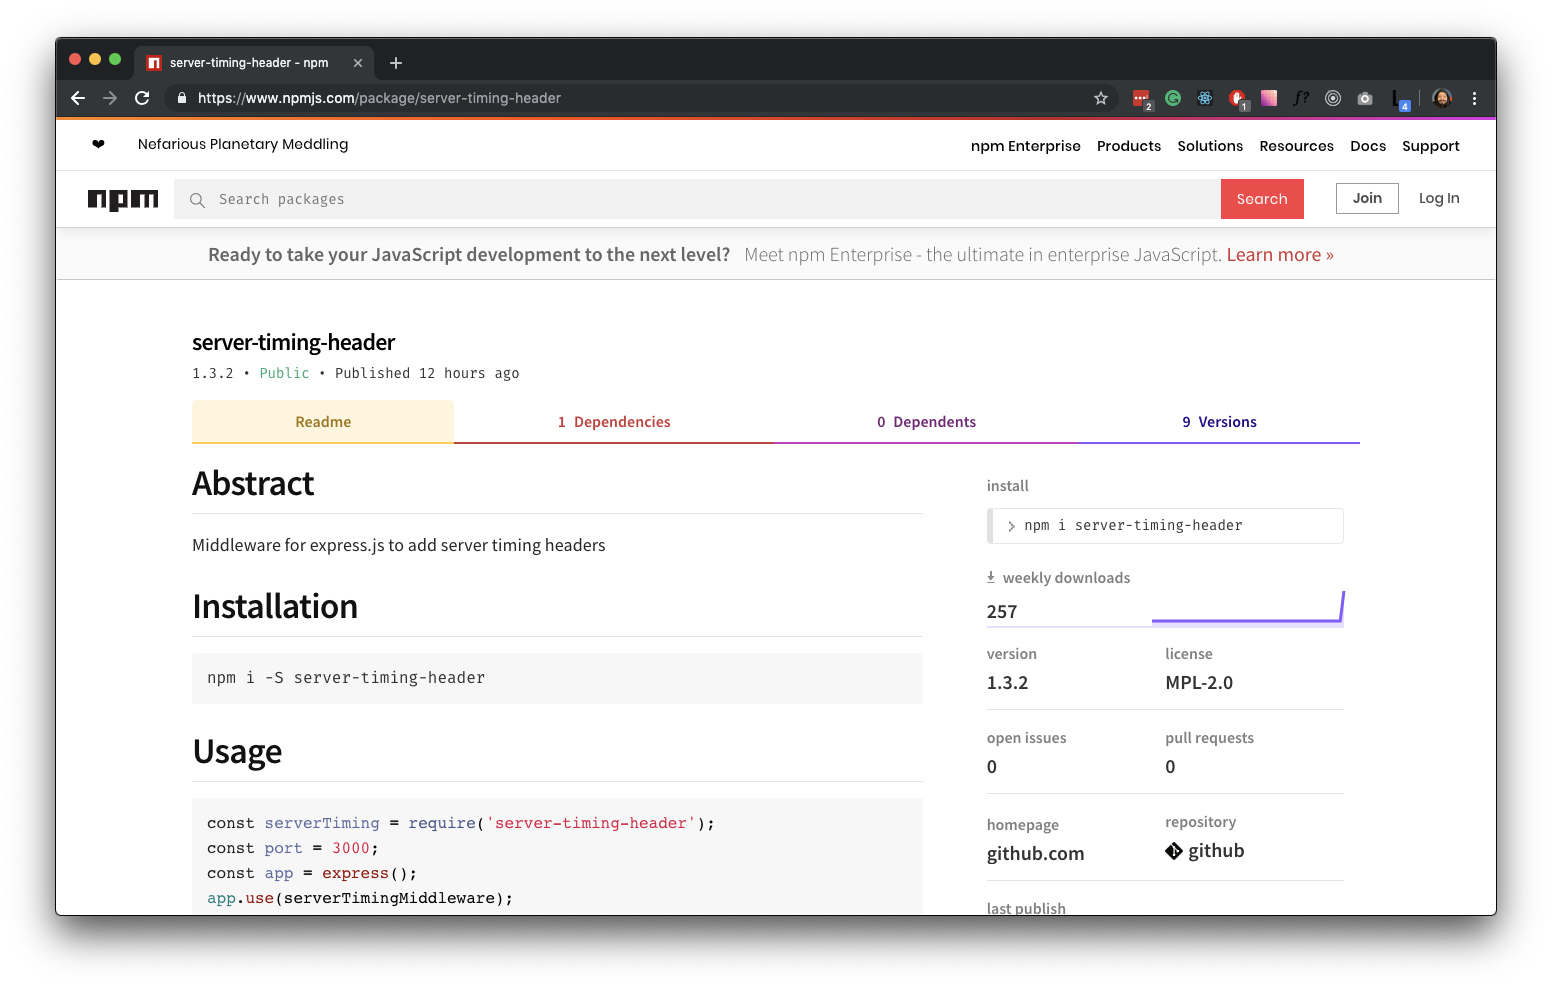 server-timing-header - npm
https://www.npmjs.com/package/server-timing-header
2
1
f?
4
❤ Nefarious Planetary Meddling
npm Enterprise Products Solutions Resources Docs Support
npm
Search packages
Search
Join
Log In
Ready to take your JavaScript development to the next level? Meet npm Enterprise - the ultimate in enterprise JavaScript. Learn more »
server-timing-header
1.3.2 • Public • Published 12 hours ago
Readme
1 Dependencies
0 Dependents
9 Versions
Abstract
Middleware for express.js to add server timing headers
Installation
npm i -S server-timing-header
Usage
const serverTiming = require('server-timing-header');
const port = 3000;
const app = express();
app.use(serverTimingMiddleware);
install
> npm i server-timing-header
weekly downloads
257
version
1.3.2
license
MPL-2.0
open issues
0
pull requests
0
homepage
github.com
repository
github
last publish